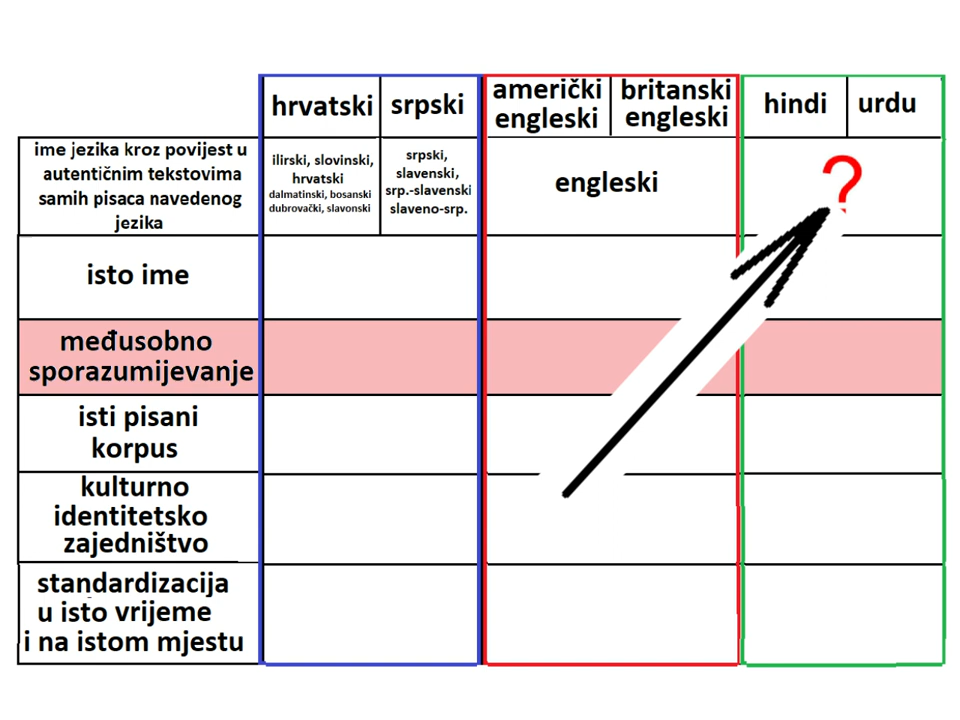 hrvatski
srpski
američki
engleski
britanski
engleski
hindi
urdu
ime jezika kroz povijest u
autentičnim tekstovima
samih pisaca navedenog
jezika
ilirski, slovinski,
hrvatski
dalmatinski, bosanski
dubrovački, slavonski
srpski,
slavenski,
srp.-slavenski
slaveno-srp.
engleski
?
isto ime
međusobno
sporazumijevanje
isti pisani
korpus
kulturno
identitetsko
zajedništvo
standardizacija
u isto vrijeme
i na istom mjestu